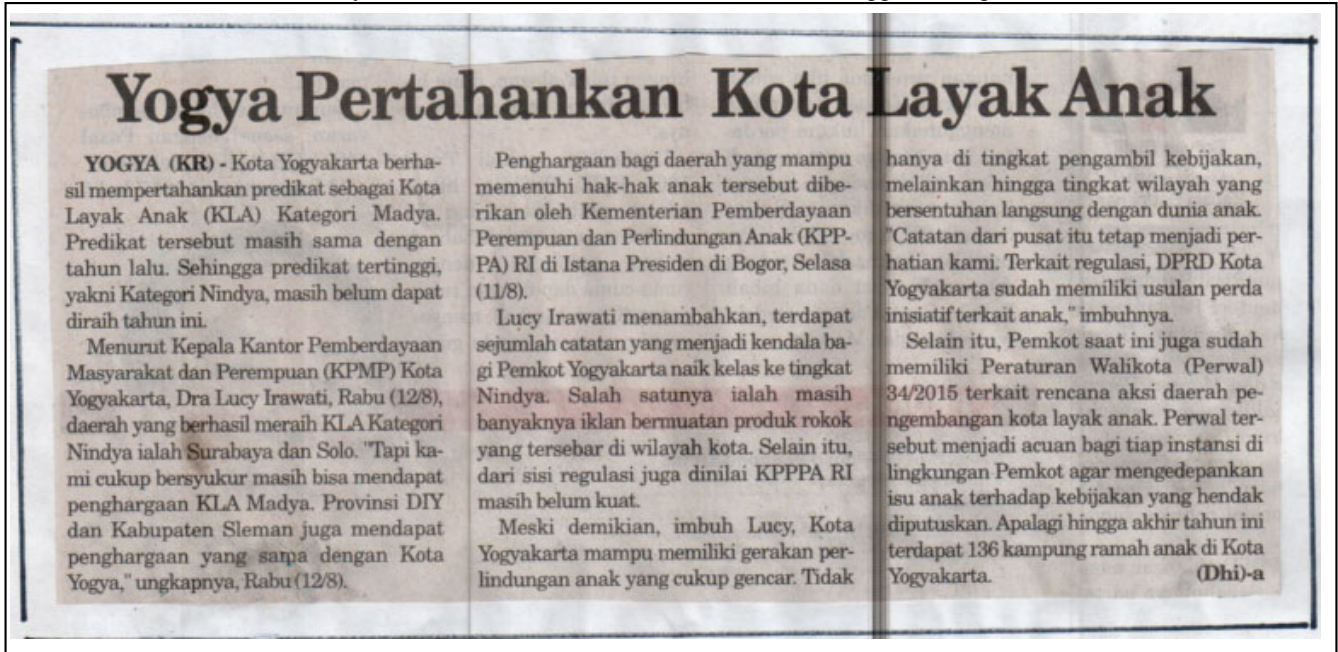 Yogya Pertahankan Kota Layak Anak
YOGYA (KR) - Kota Yogyakarta berha-
sil mempertahankan predikat sebagai Kota
Layak Anak (KLA) Kategori Madya.
Predikat tersebut masih sama dengan
tahun lalu. Sehingga predikat tertinggi,
yakni Kategori Nindya, masih belum dapat
diraih tahun ini.
Menurut Kepala Kantor Pemberdayaan
Masyarakat dan Perempuan (KPMP) Kota
Yogyakarta, Dra Lucy Irawati, Rabu (12/8),
daerah yang berhasil meraih KLA Kategori
Nindya ialah Surabaya dan Solo. "Tapi ka-
mi cukup bersyukur masih bisa mendapat
penghargaan KLA Madya. Provinsi DIY
dan Kabupaten Sleman juga mendapat
penghargaan yang sama dengan Kota
Yogya," ungkapnya, Rabu (12/8).
Penghargaan bagi daerah yang mampu
memenuhi hak-hak anak tersebut dibe-
rikan oleh Kementerian Pemberdayaan
Perempuan dan Perlindungan Anak (KPP-
PA) RI di Istana Presiden di Bogor, Selasa
(11/8).
Lucy Irawati menambahkan, terdapat
sejumlah catatan yang menjadi kendala ba-
gi Pemkot Yogyakarta naik kelas ke tingkat
Nindya. Salah satunya ialah masih
banyaknya iklan bermuatan produk rokok
yang tersebar di wilayah kota. Selain itu,
dari sisi regulasi juga dinilai KPPPA RI
masih belum kuat.
Meski demikian, imbuh Lucy, Kota
Yogyakarta mampu memiliki gerakan per-
lindungan anak yang cukup gencar. Tidak
hanya di tingkat pengambil kebijakan,
melainkan hingga tingkat wilayah yang
bersentuhan langsung dengan dunia anak.
"Catatan dari pusat itu tetap menjadi per-
hatian kami. Terkait regulasi, DPRD Kota
Yogyakarta sudah memiliki usulan perda
inisiatif terkait anak," imbuhnya.
Selain itu, Pemkot saat ini juga sudah
memiliki Peraturan Walikota (Perwal)
34/2015 terkait rencana aksi daerah pe-
ngembangan kota layak anak. Perwal ter-
sebut menjadi acuan bagi tiap instansi di
lingkungan Pemkot agar mengedepankan
isu anak terhadap kebijakan yang hendak
diputuskan. Apalagi hingga akhir tahun ini
terdapat 136 kampung ramah anak di Kota
Yogyakarta. (Dhi)-a